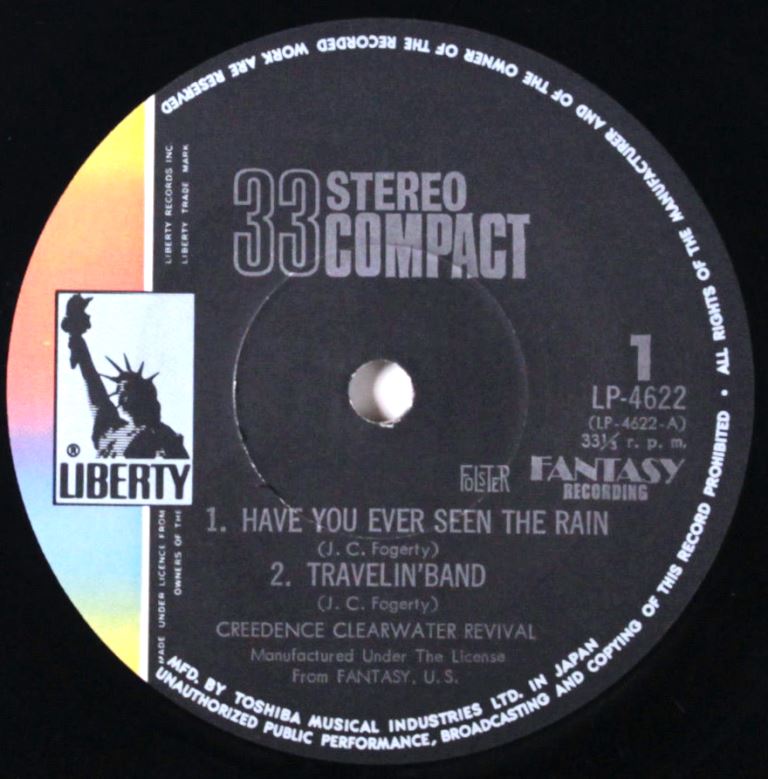 33 STEREO
COMPACT
LIBERTY RECORDS INC.
LIBERTY TRADE MARK
®
LIBERTY
MADE UNDER LICENCE FROM
OWNERS OF THE
1
LP-4622
(LP-4622-A)
33⅓ r. p. m.
FOLSTER
FANTASY
RECORDING
1. HAVE YOU EVER SEEN THE RAIN
(J. C. Fogerty)
2. TRAVELIN'BAND
(J. C. Fogerty)
CREEDENCE CLEARWATER REVIVAL
Manufactured Under The License
From FANTASY, U. S.
MFD. BY TOSHIBA MUSICAL INDUSTRIES LTD. IN JAPAN
UNAUTHORIZED PUBLIC PERFORMANCE, BROADCASTING AND COPYING OF THIS RECORD PROHIBITED • ALL RIGHTS OF THE MANUFACTURER AND OF THE OWNER OF THE RECORDED WORK ARE RESERVED